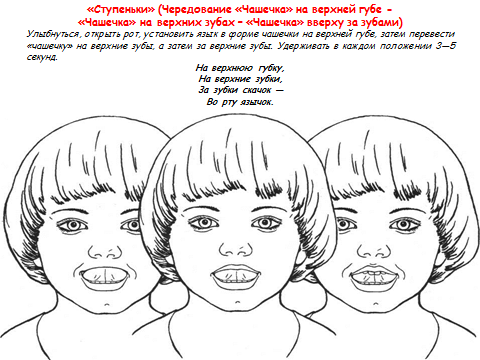 «Ступеньки» (Чередование «Чашечка» на верхней губе -
«Чашечка» на верхних зубах - «Чашечка» вверху за зубами)
Улыбнуться, открыть рот, установить язык в форме чашечки на верхней губе, затем перевести
«чашечку» на верхние зубы, а затем за верхние зубы. Удерживать в каждом положении 3—5
секунд.
На верхнюю губку,
На верхние зубки,
За зубки скачок —
Во рту язычок.